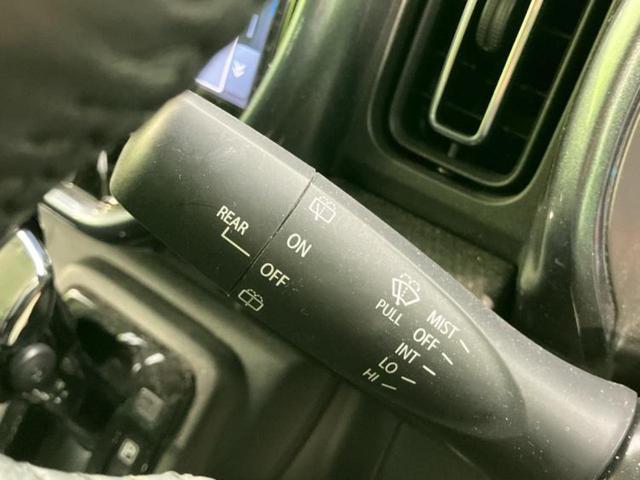 REAR
ON
OFF
PULL
MIST
OFF
INT
LO
HI
P